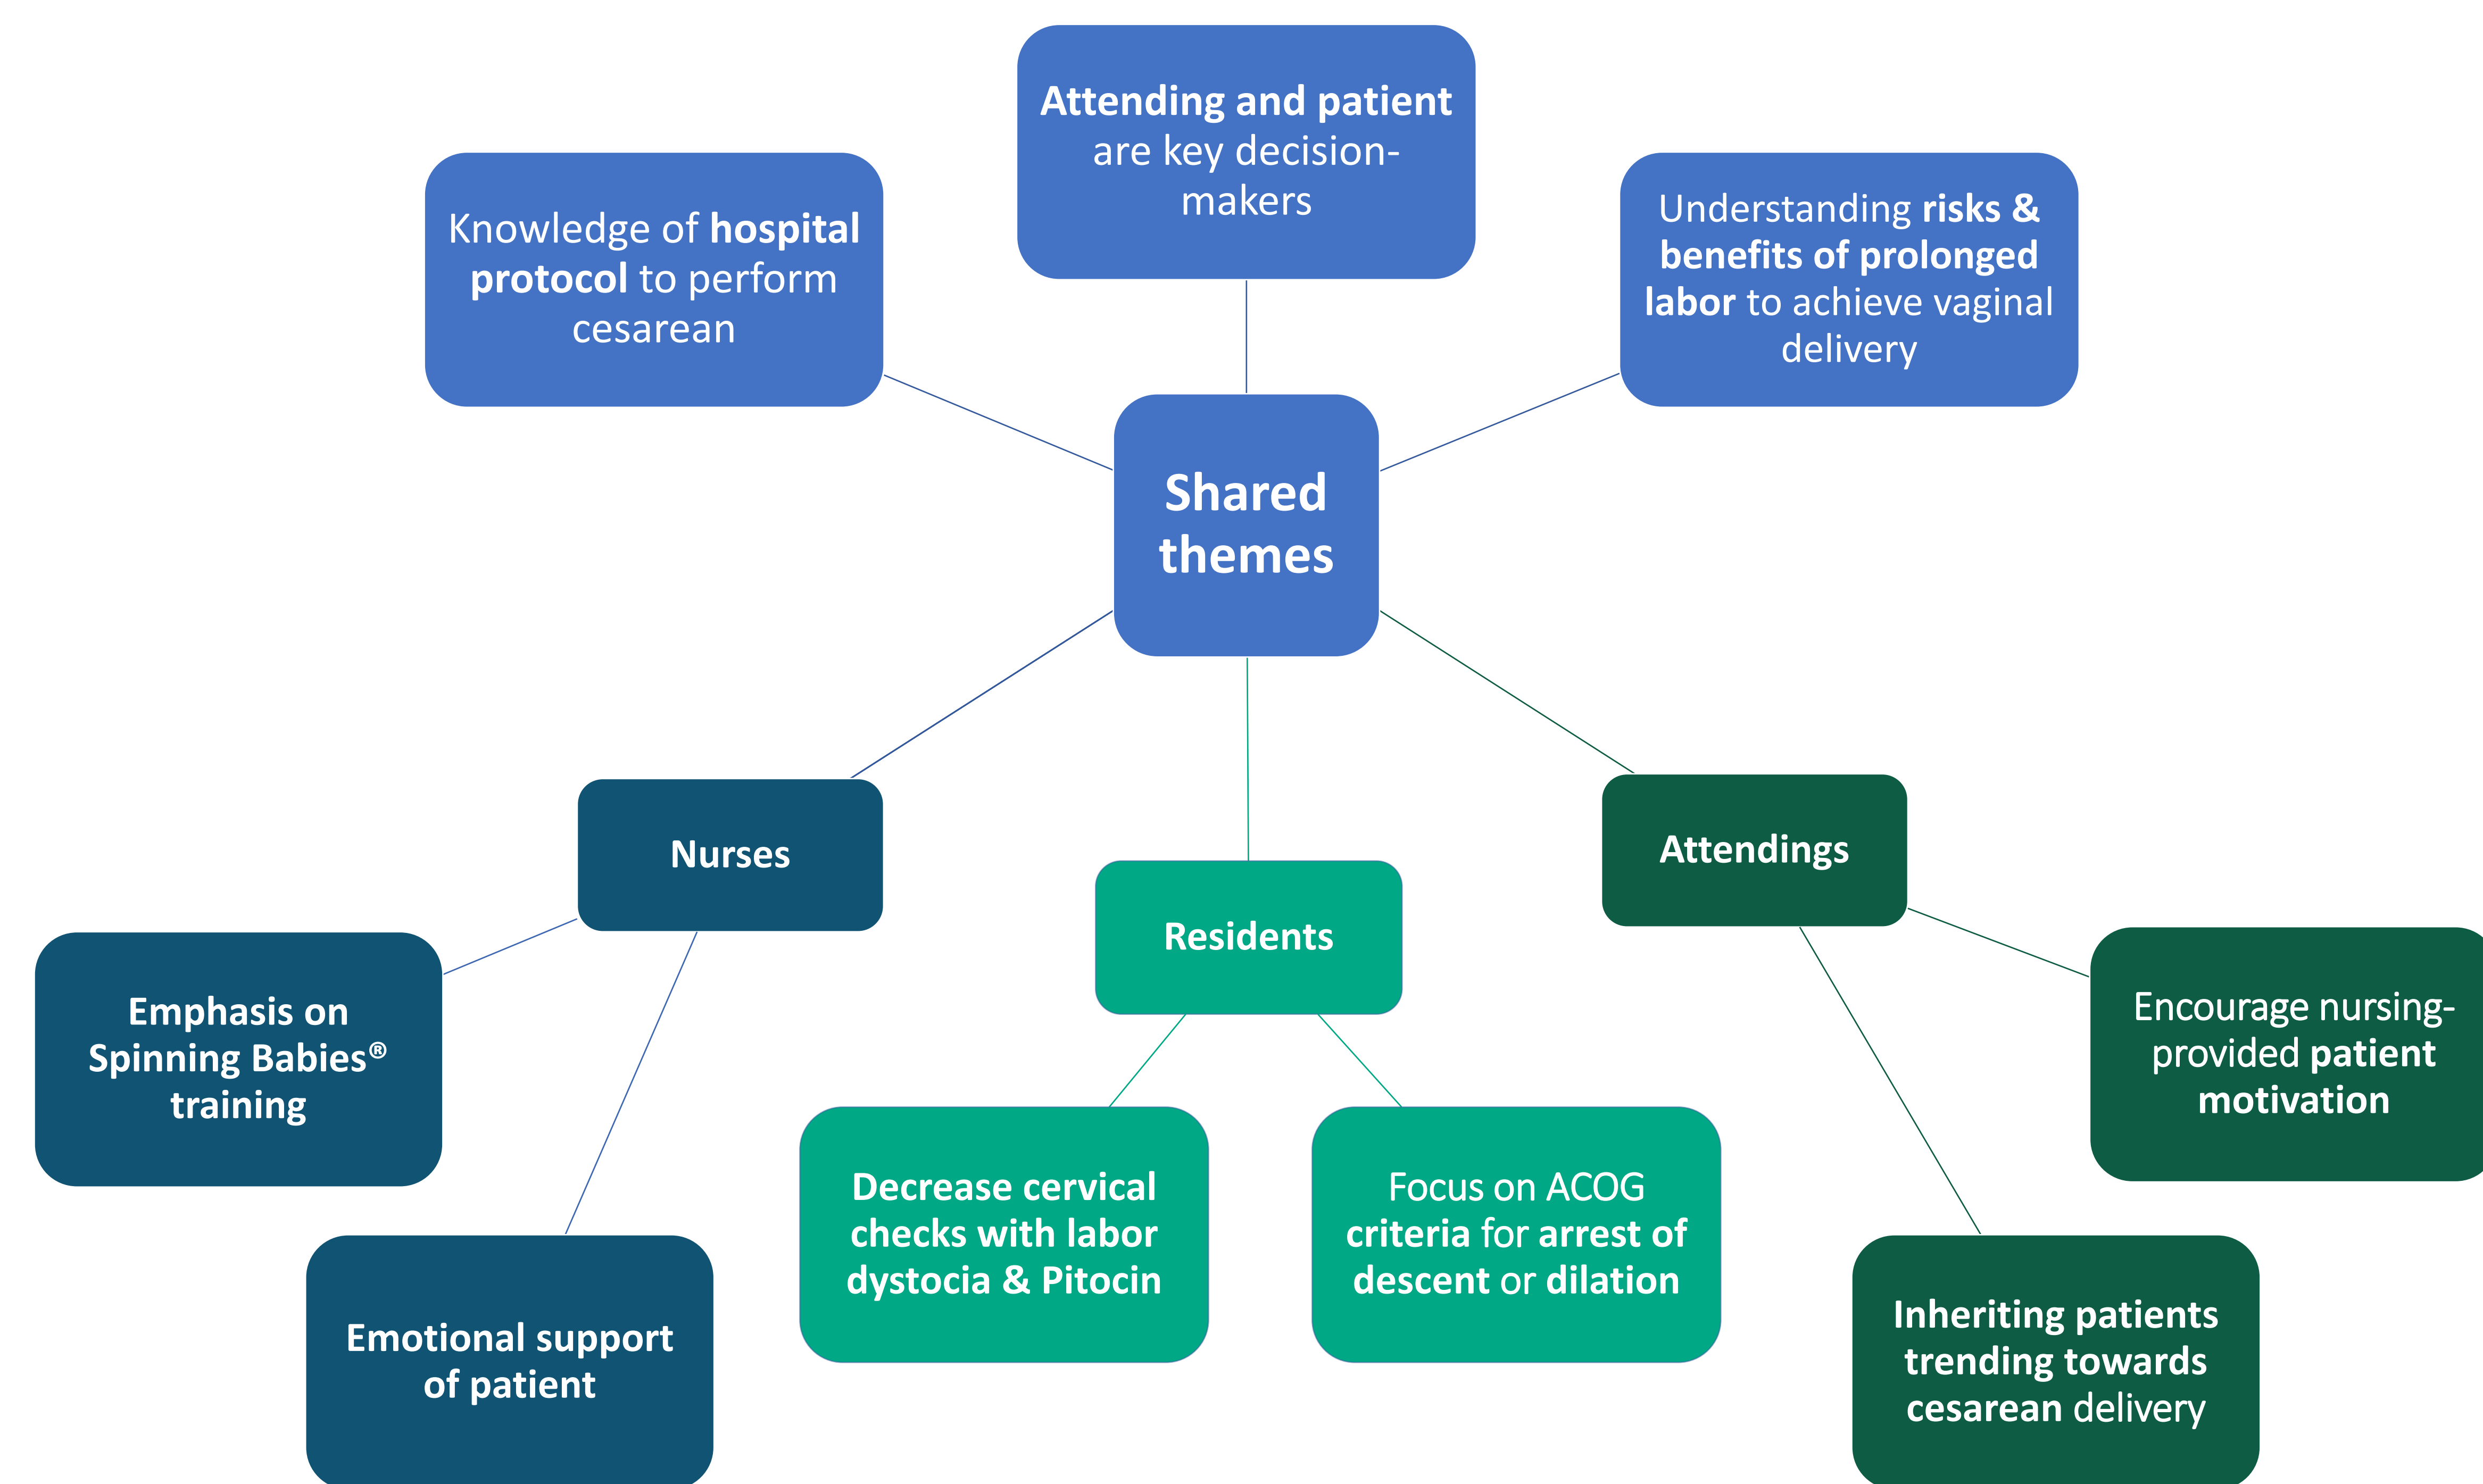 Attending and patient
are key decision-
makers
Knowledge of hospital
protocol to perform
cesarean
Understanding risks &
benefits of prolonged
labor to achieve vaginal
delivery
Shared
themes
Nurses
Residents
Attendings
Emphasis on
Spinning Babies®
training
Emotional support
of patient
Decrease cervical
checks with labor
dystocia & Pitocin
Focus on ACOG
criteria for arrest of
descent or dilation
Encourage nursing-
provided patient
motivation
Inheriting patients
trending towards
cesarean delivery